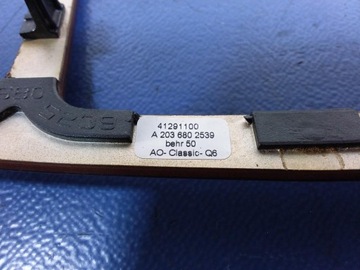 41291100
A 203 680 2539
behr 50
AO- Classic- Q6